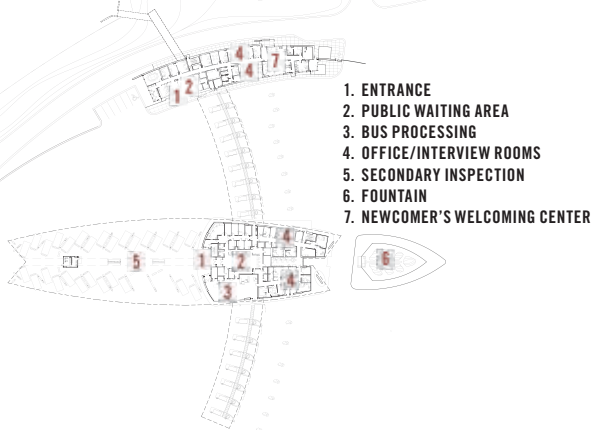 4
7
4
2
1
1. ENTRANCE
2. PUBLIC WAITING AREA
3. BUS PROCESSING
4. OFFICE/INTERVIEW ROOMS
5. SECONDARY INSPECTION
6. FOUNTAIN
7. NEWCOMER'S WELCOMING CENTER
4
5
1
2
6
4
3